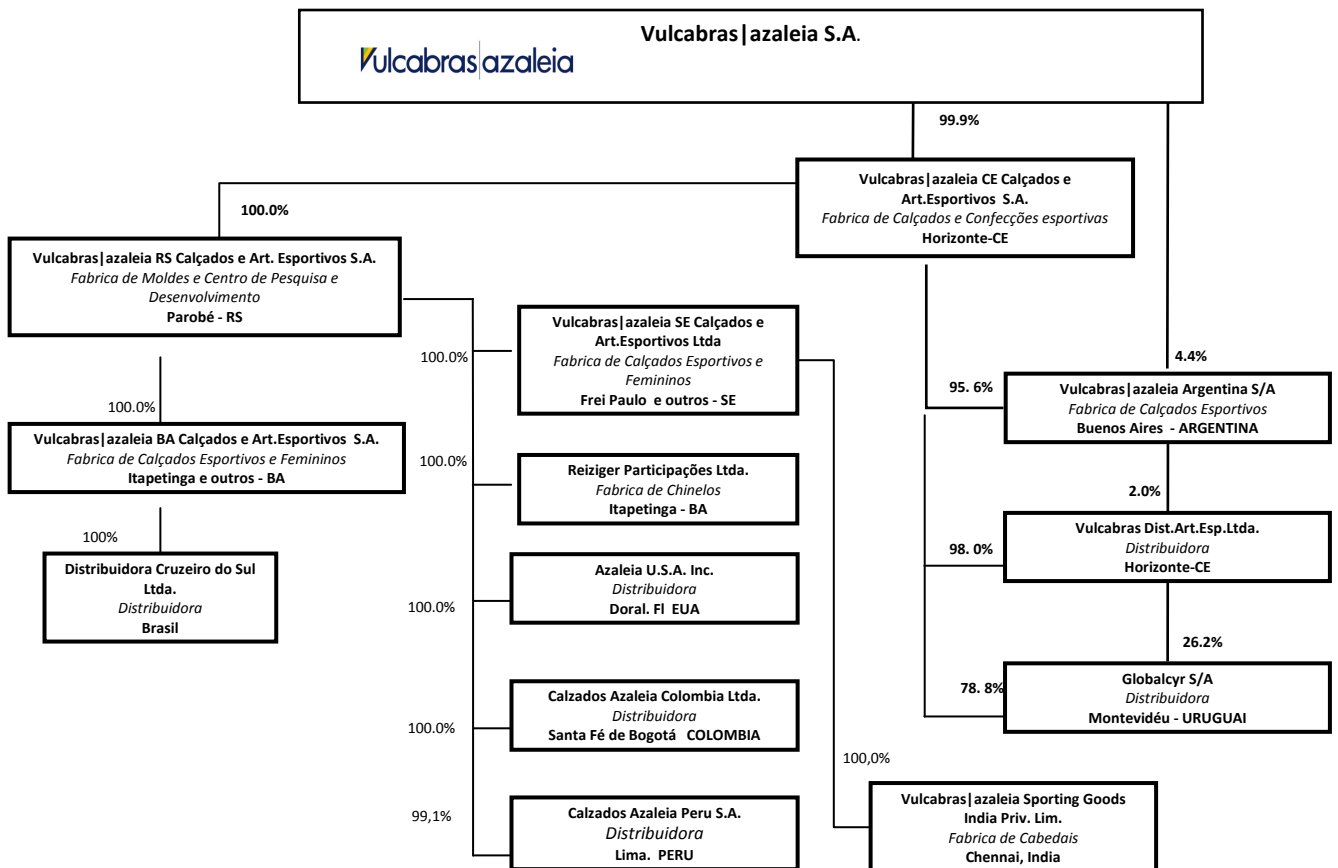 Vulcabras|azaleia S.A.
Vulcabras|azaleia
99.9%
Vulcabras|azaleia CE Calçados e
Art.Esportivos S.A.
Fabrica de Calçados e Confecções esportivas
Horizonte-CE
100.0%
Vulcabras|azaleia RS Calçados e Art. Esportivos S.A.
Fabrica de Moldes e Centro de Pesquisa e
Desenvolvimento
Parobé - RS
100.0%
Vulcabras|azaleia BA Calçados e Art.Esportivos S.A.
Fabrica de Calçados Esportivos e Femininos
Itapetinga e outros - BA
100%
Distribuidora Cruzeiro do Sul
Ltda.
Distribuidora
Brasil
100.0%
Vulcabras|azaleia SE Calçados e
Art.Esportivos Ltda
Fabrica de Calçados Esportivos e
Femininos
Frei Paulo e outros - SE
100.0%
Reiziger Participações Ltda.
Fabrica de Chinelos
Itapetinga - BA
100.0%
Azaleia U.S.A. Inc.
Distribuidora
Doral. Fl EUA
100.0%
Calzados Azaleia Colombia Ltda.
Distribuidora
Santa Fé de Bogotá COLOMBIA
99,1%
Calzados Azaleia Peru S.A.
Distribuidora
Lima. PERU
100,0%
Vulcabras|azaleia Sporting Goods
India Priv. Lim.
Fabrica de Cabedais
Chennai, India
4.4%
95. 6%
Vulcabras|azaleia Argentina S/A
Fabrica de Calçados Esportivos
Buenos Aires - ARGENTINA
2.0%
98. 0%
Vulcabras Dist.Art.Esp.Ltda.
Distribuidora
Horizonte-CE
26.2%
78. 8%
Globalcyr S/A
Distribuidora
Montevidéu - URUGUAI